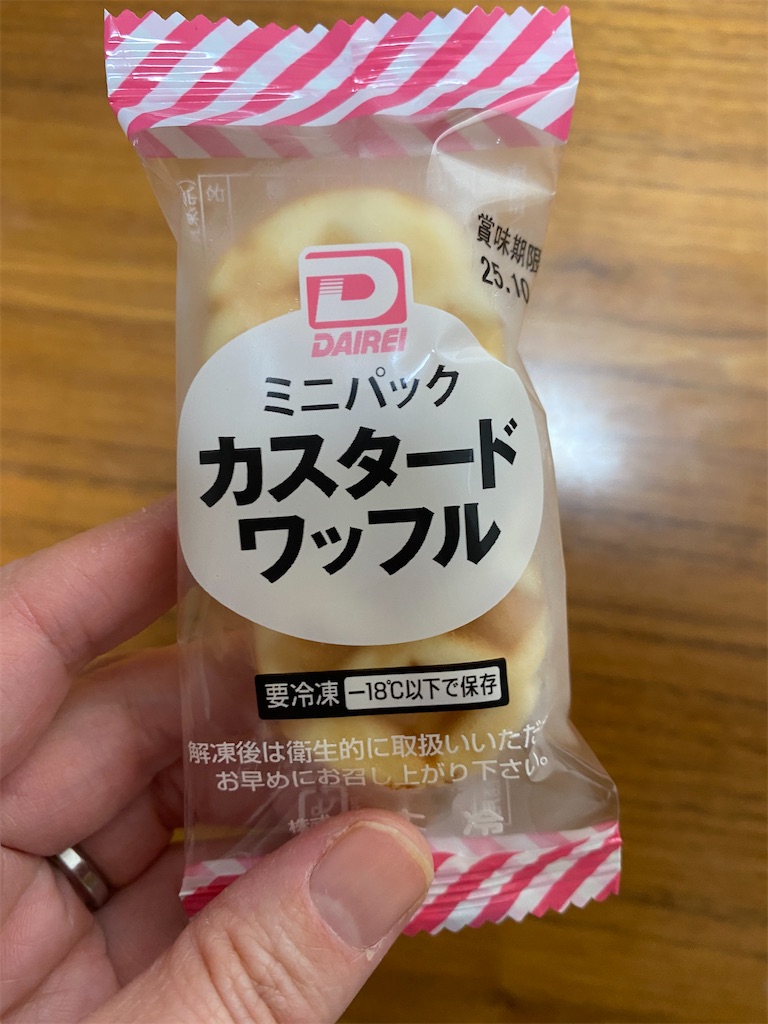 賞味期限
25.10
DAIREI
ミニパック
カスタード
ワッフル
要冷凍 −18℃以下で保存
解凍後は衛生的に取扱いいただ
お早めにお召し上がり下さい。
冷